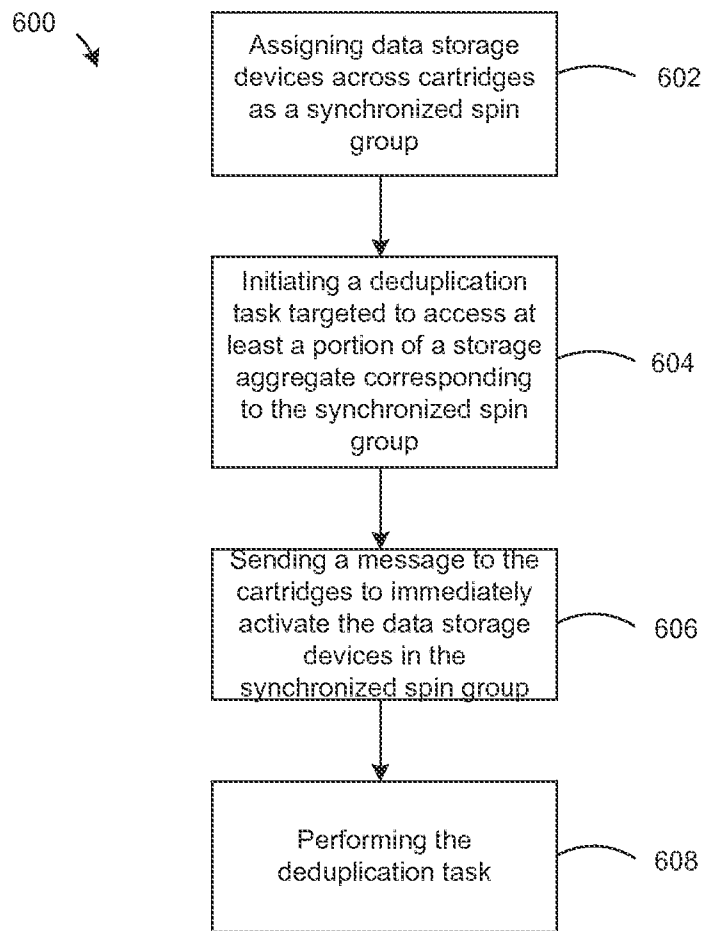 600
Assigning data storage
devices across cartridges
as a synchronized spin
group
602
Initiating a deduplication
task targeted to access at
least a portion of a storage
aggregate corresponding
to the synchronized spin
group
604
Sending a message to the
cartridges to immediately
activate the data storage
devices in the
synchronized spin group
606
Performing the
deduplication task
608